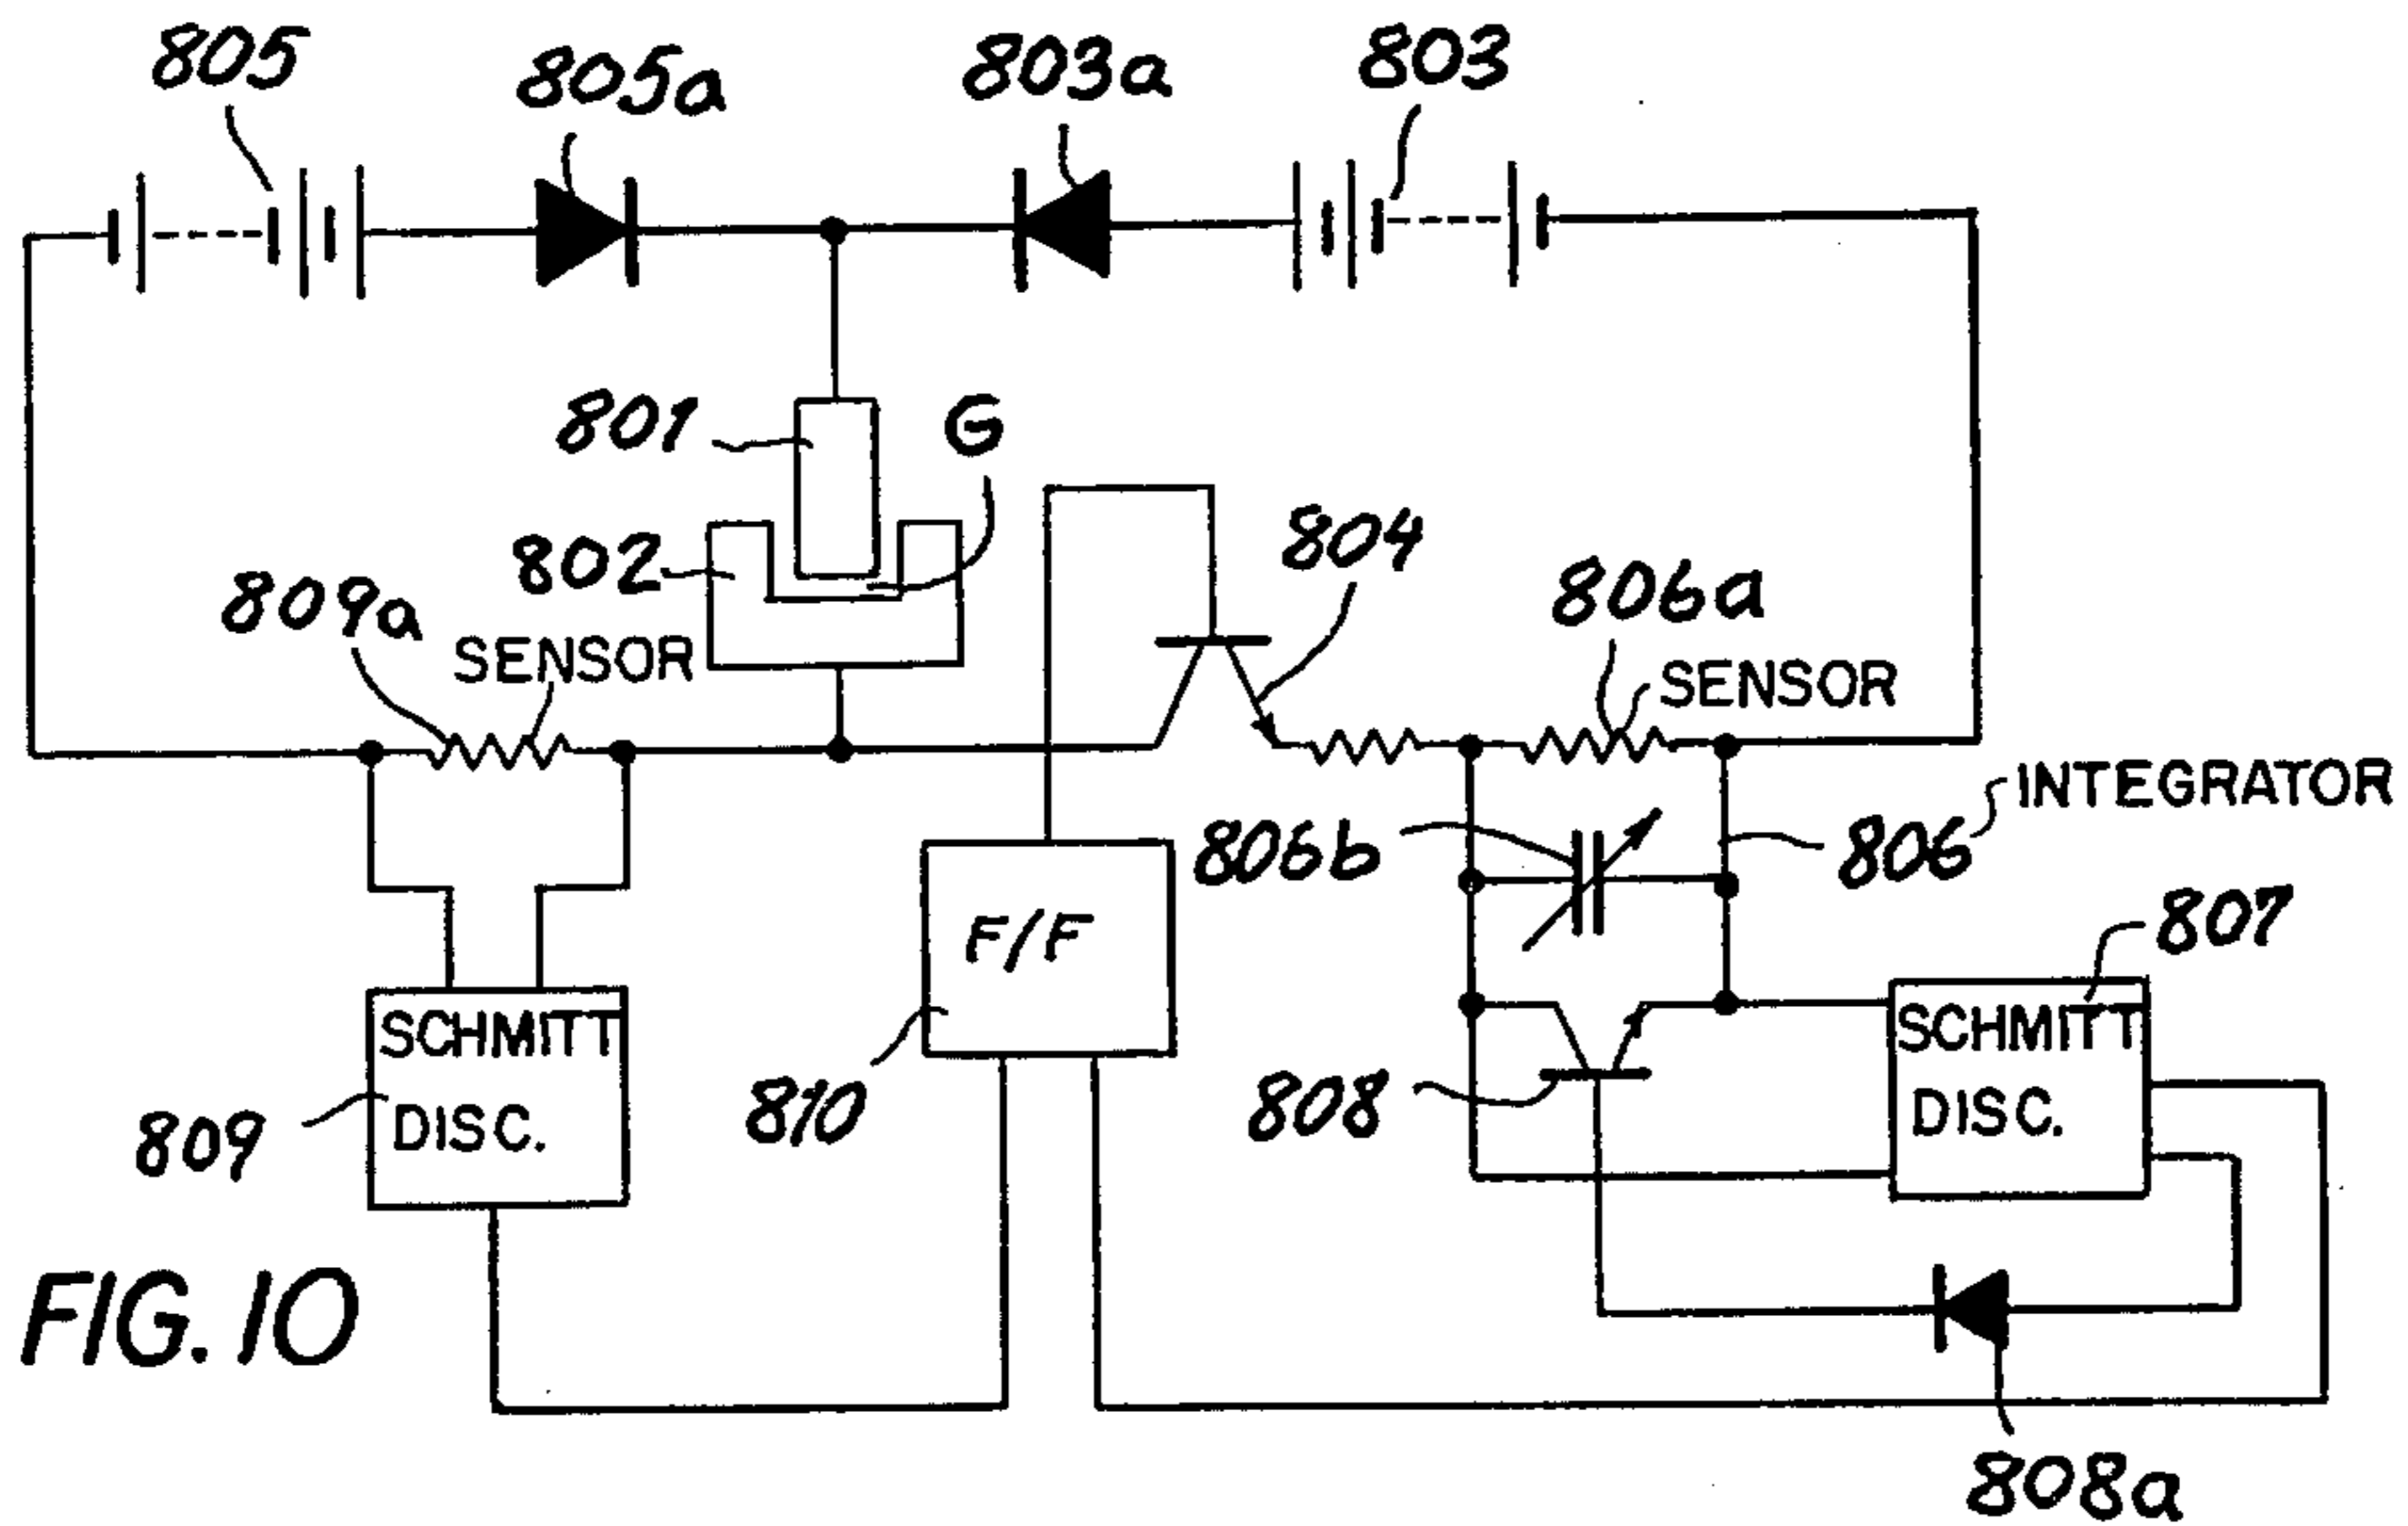 805
805a
803a
803
801
G
802
804
809a
SENSOR
806a
SENSOR
INTEGRATOR
806b
806
807
F/F
SCHMITT
DISC.
SCHMITT
DISC.
810
808
809
FIG. 10
808a